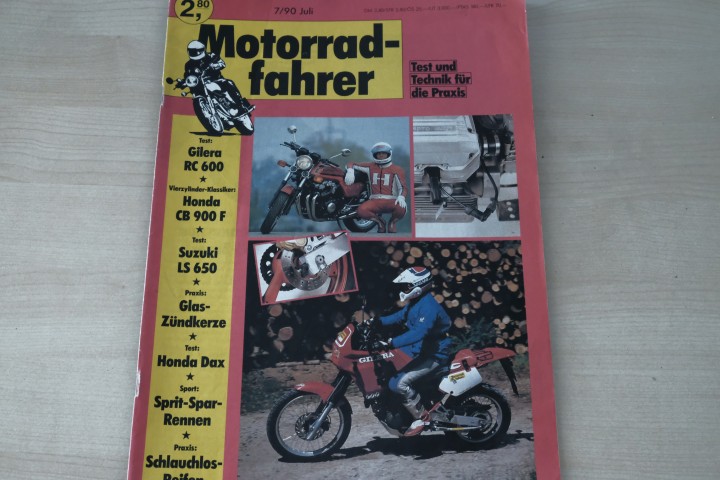 2,80
7/90 Juli
Motorrad-
fahrer
Test und
Technik für
die Praxis
Test:
Gilera
RC 600
Vierzylinder-Klassiker:
Honda
CB 900 F
Test:
Suzuki
LS 650
Praxis:
Glas-
Zündkerze
Test:
Honda Dax
Sport:
Sprit-Spar-
Rennen
Praxis:
Schlauchlos-
Reifen
GILERA